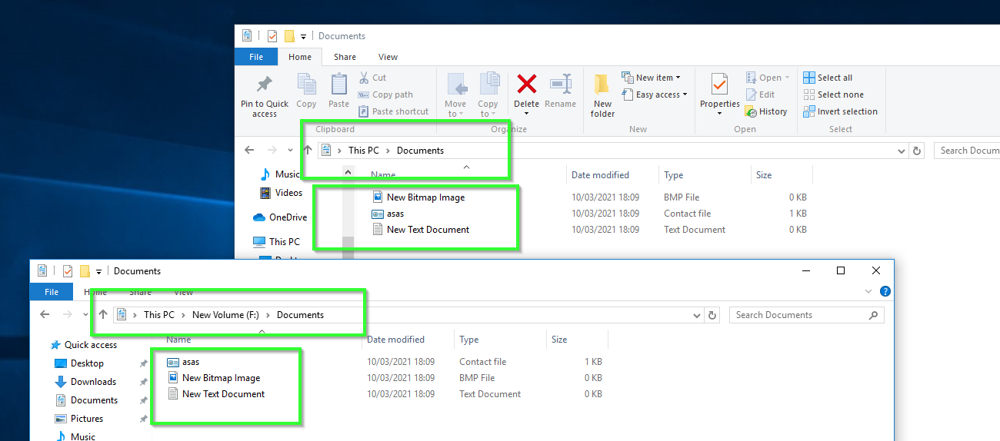 Documents
File Home Share View
Pin to Quick access
Copy
Paste
Cut
Copy path
Paste shortcut
Clipboard
Move to
Copy to
Delete
Rename
Organize
New folder
New item
Easy access
New
Properties
Open
Edit
History
Open
Select all
Select none
Invert selection
Select
This PC Documents
Search Docum
Name Date modified Type Size
Music
Videos
OneDrive
This PC
New Bitmap Image 10/03/2021 18:09 BMP File 0 KB
asas 10/03/2021 18:09 Contact file 1 KB
New Text Document 10/03/2021 18:09 Text Document 0 KB
Documents
File Home Share View
This PC New Volume (F:) Documents
Search Documents
Name Date modified Type Size
Quick access
Desktop
Downloads
Documents
Pictures
Music
asas 10/03/2021 18:09 Contact file 1 KB
New Bitmap Image 10/03/2021 18:09 BMP File 0 KB
New Text Document 10/03/2021 18:09 Text Document 0 KB